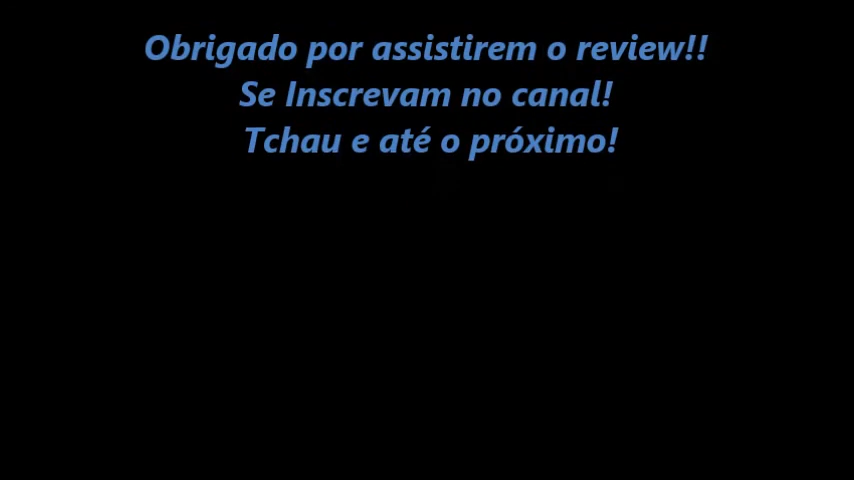 Obrigado por assistirem o review!!
Se Inscrevam no canal!
Tchau e até o próximo!